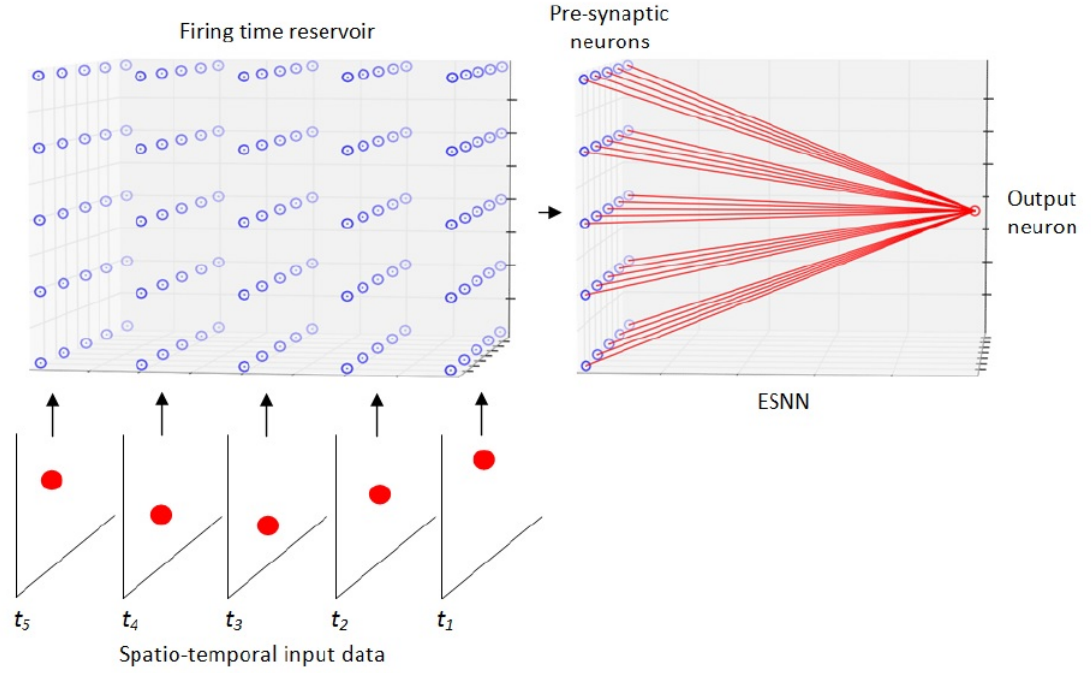 Firing time reservoir
Pre-synaptic
neurons
Output
neuron
ESNN
t5
t4
t3
t2
t1
Spatio-temporal input data